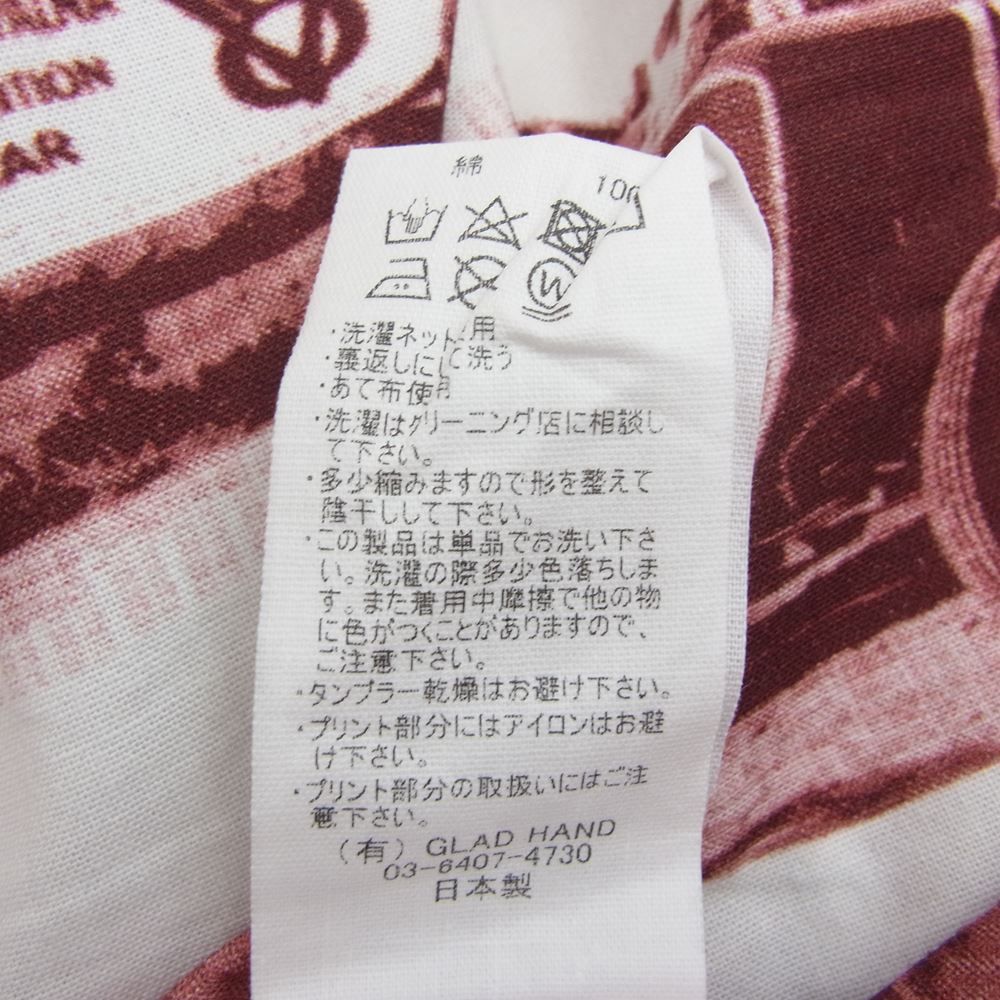 NTION
AR
綿
100
・洗濯ネット使用
・裏返しにして洗う
・あて布使用
・洗濯はクリーニング店に相談し
て下さい。
・多少縮みますので形を整えて
陰干しして下さい。
・この製品は単品でお洗い下さ
い。洗濯の際多少色落ちしま
す。また着用中摩擦で他の物
に色がつくことがありますので、
ご注意下さい。
・タンブラー乾燥はお避け下さい。
・プリント部分にはアイロンはお避
け下さい。
・プリント部分の取扱いにはご注
意下さい。
(有) GLAD HAND
03-6407-4730
日本製